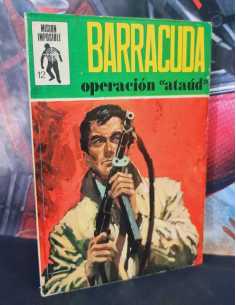 MISION
IMPOSIBLE
12
BARRACUDA
operación "ataúd"